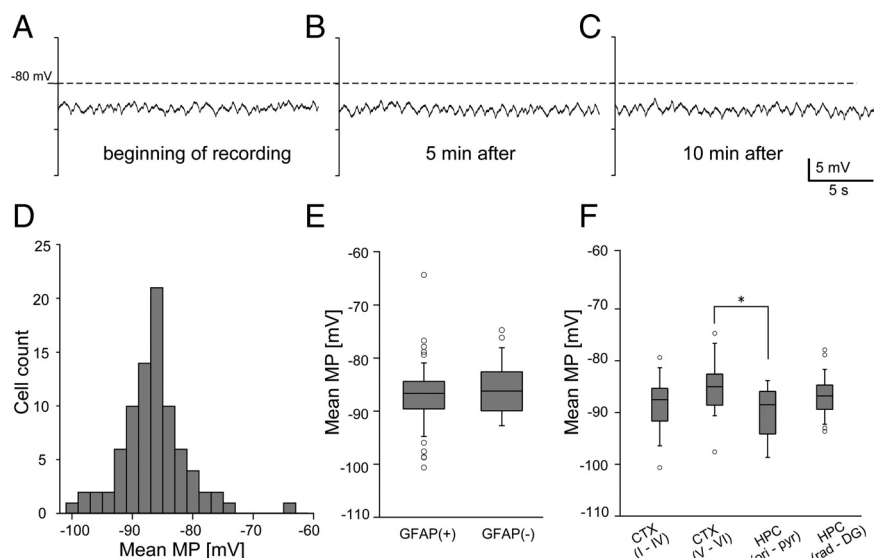 A
B
C
-80 mV
beginning of recording
5 min after
10 min after
5 mV
5 s
D
E
F
25
20
15
10
5
0
Cell count
-100
-90
-80
-70
-60
Mean MP [mV]
-60
-70
-80
-90
-100
-110
Mean MP [mV]
GFAP(+)
GFAP(-)
-60
-70
-80
-90
-100
-110
Mean MP [mV]
*
CTX
(I - IV)
CTX
(V - VI)
HPC
(ori - pyr)
HPC
(rad - DG)